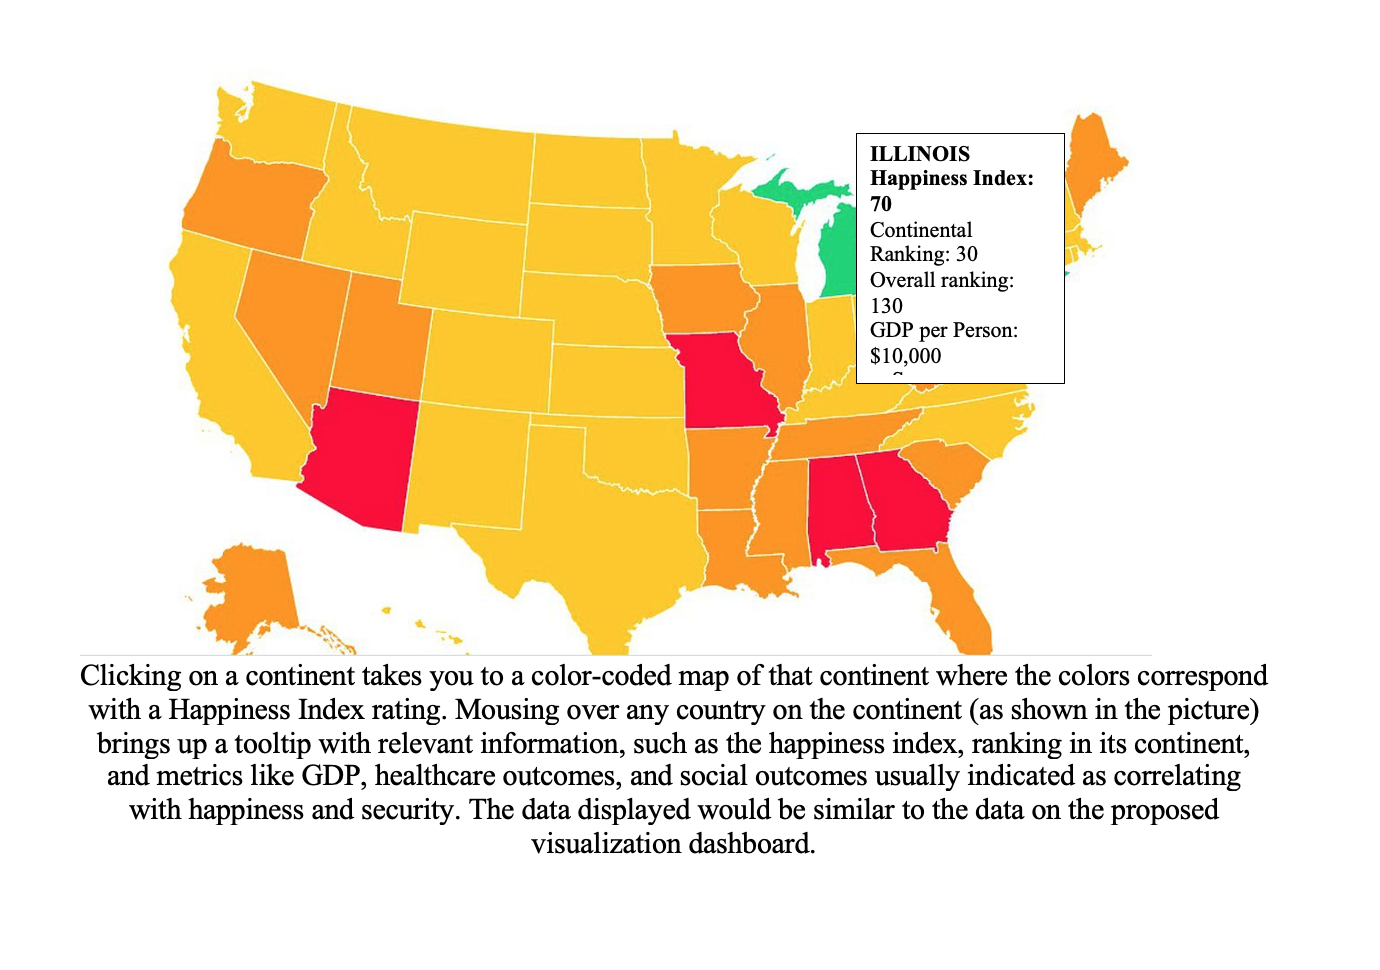 ILLINOIS
Happiness Index:
70
Continental
Ranking: 30
Overall ranking:
130
GDP per Person:
$10,000
Clicking on a continent takes you to a color-coded map of that continent where the colors correspond
with a Happiness Index rating. Mousing over any country on the continent (as shown in the picture)
brings up a tooltip with relevant information, such as the happiness index, ranking in its continent,
and metrics like GDP, healthcare outcomes, and social outcomes usually indicated as correlating
with happiness and security. The data displayed would be similar to the data on the proposed
visualization dashboard.